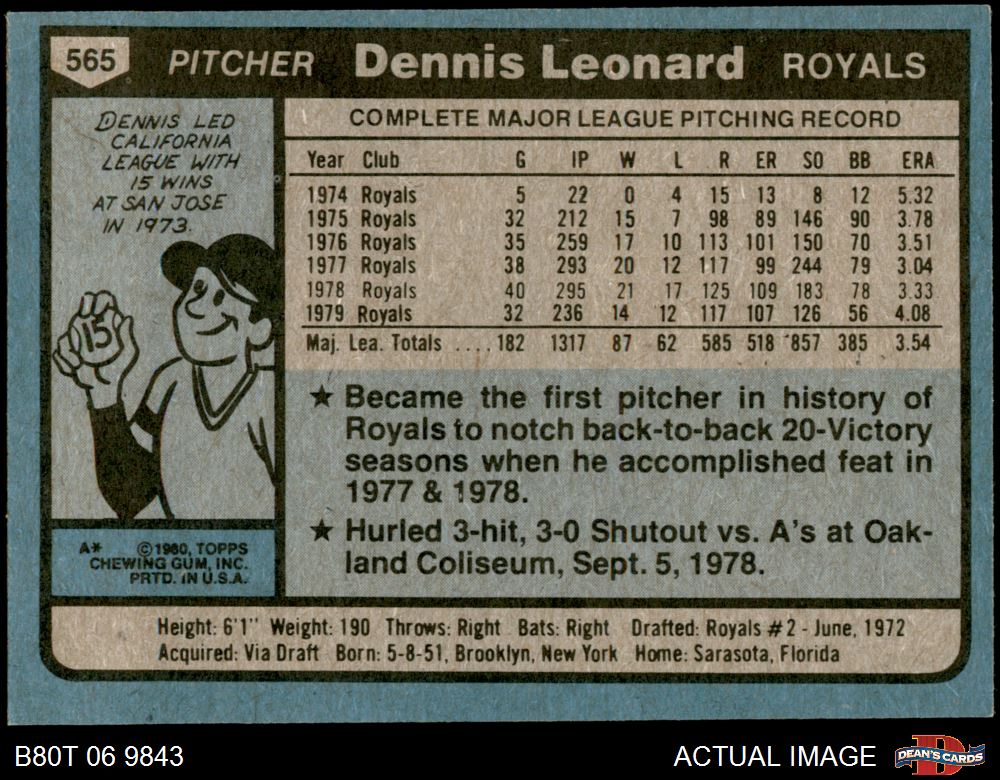 565 PITCHER Dennis Leonard ROYALS
DENNIS LED
CALIFORNIA
LEAGUE WITH
15 WINS
AT SAN JOSE
IN 1973.
15
COMPLETE MAJOR LEAGUE PITCHING RECORD
Year Club G IP W L R ER SO BB ERA
1974 Royals 5 22 0 4 15 13 8 12 5.32
1975 Royals 32 212 15 7 98 89 146 90 3.78
1976 Royals 35 259 17 10 113 101 150 70 3.51
1977 Royals 38 293 20 12 117 99 244 79 3.04
1978 Royals 40 295 21 17 125 109 183 78 3.33
1979 Royals 32 236 14 12 117 107 126 56 4.08
Maj. Lea. Totals .... 182 1317 87 62 585 518 857 385 3.54
★ Became the first pitcher in history of
Royals to notch back-to-back 20-Victory
seasons when he accomplished feat in
1977 & 1978.
★ Hurled 3-hit, 3-0 Shutout vs. A's at Oak-
land Coliseum, Sept. 5, 1978.
A* ©1980, TOPPS
CHEWING GUM, INC.
PRTD. IN U.S.A.
Height: 6'1" Weight: 190 Throws: Right Bats: Right Drafted: Royals #2 - June, 1972
Acquired: Via Draft Born: 5-8-51, Brooklyn, New York Home: Sarasota, Florida
B80T 06 9843 ACTUAL IMAGE D DEAN'S CARDS